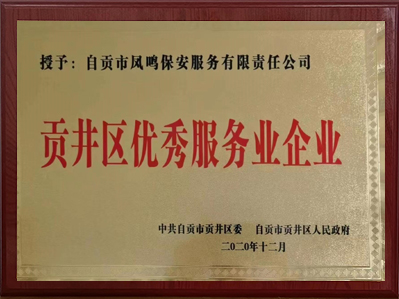 授予：自贡市凤鸣保安服务有限责任公司
贡井区优秀服务业企业
中共自贡市贡井区委 自贡市贡井区人民政府
二〇二〇年十二月